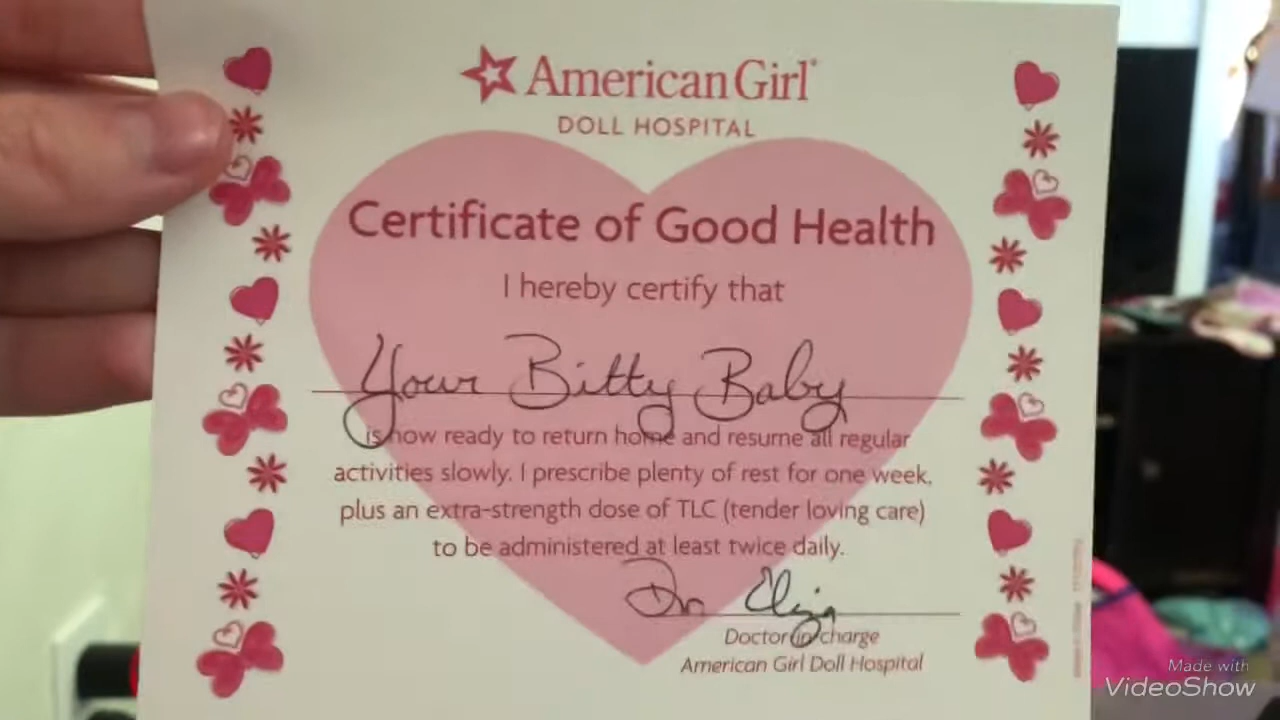 American Girl®
DOLL HOSPITAL
Certificate of Good Health
I hereby certify that
Your Bitty Baby
is now ready to return home and resume all regular
activities slowly. I prescribe plenty of rest for one week,
plus an extra-strength dose of TLC (tender loving care)
to be administered at least twice daily.
Dr Eliza
Doctor in charge
American Girl Doll Hospital
Made with
VideoShow